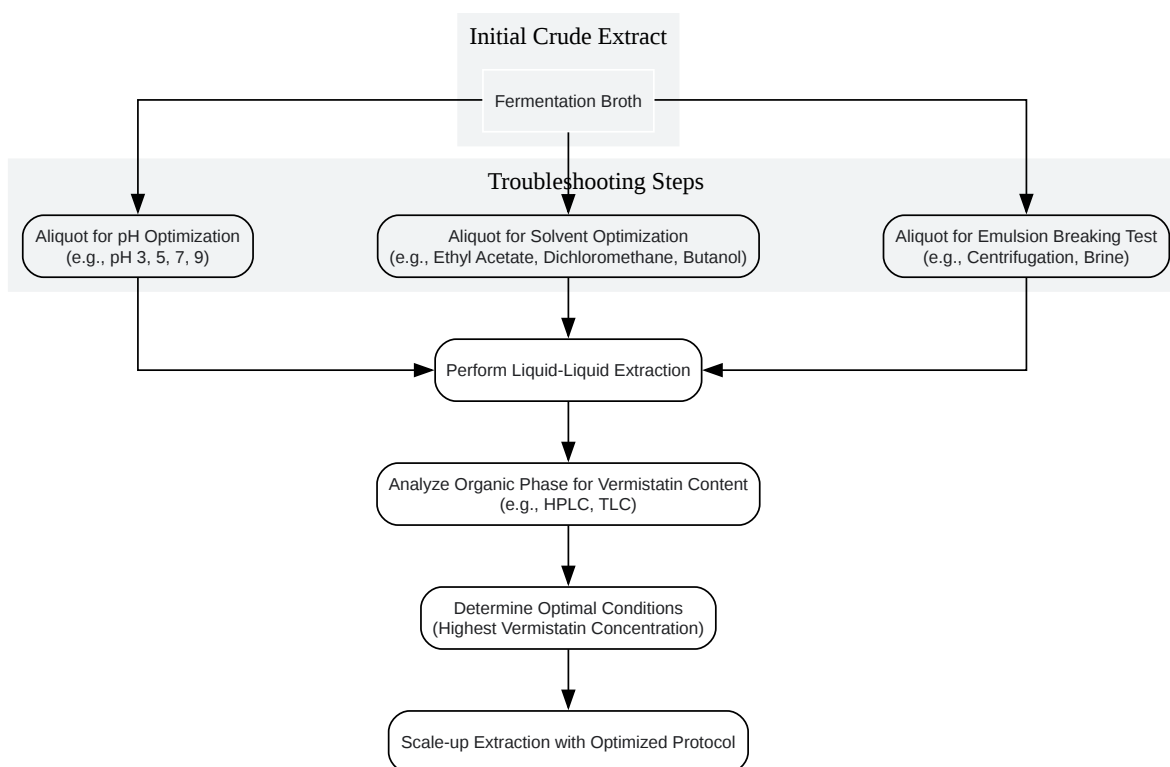 Initial Crude Extract
Fermentation Broth
Troubleshooting Steps
Aliquot for pH Optimization
(e.g., pH 3, 5, 7, 9)
Aliquot for Solvent Optimization
(e.g., Ethyl Acetate, Dichloromethane, Butanol)
Aliquot for Emulsion Breaking Test
(e.g., Centrifugation, Brine)
Perform Liquid-Liquid Extraction
Analyze Organic Phase for Vermistatin Content
(e.g., HPLC, TLC)
Determine Optimal Conditions
(Highest Vermistatin Concentration)
Scale-up Extraction with Optimized Protocol